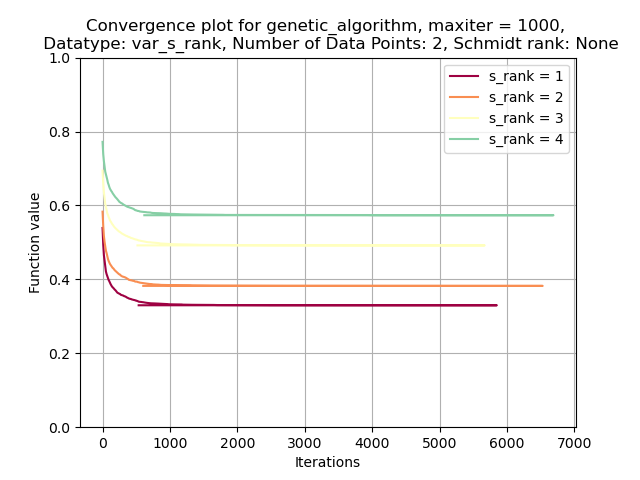 Convergence plot for genetic_algorithm, maxiter = 1000,
Datatype: var_s_rank, Number of Data Points: 2, Schmidt rank: None
1.0
0.8
0.6
0.4
0.2
0.0
Function value
s_rank = 1
s_rank = 2
s_rank = 3
s_rank = 4
0 1000 2000 3000 4000 5000 6000 7000
Iterations